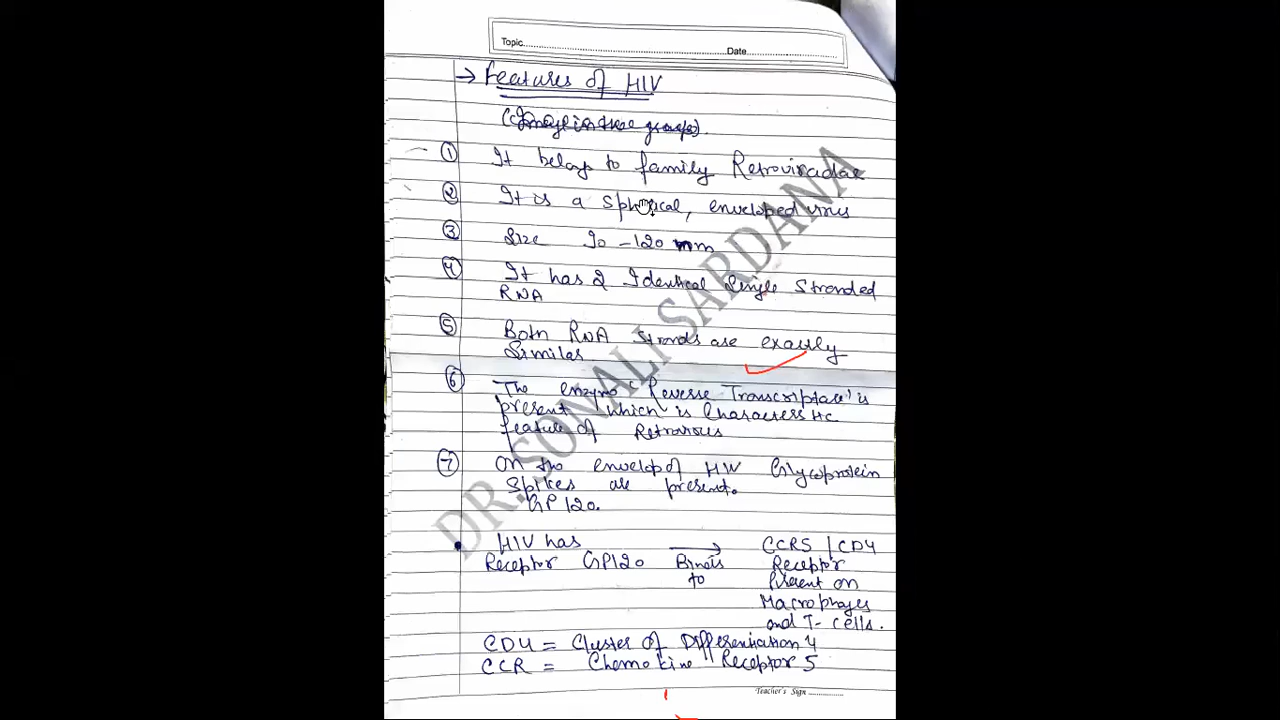 Topic............Date............
→ Features of HIV
① It belogs to family Retroviradae
② It is a Spherical, enveloped virus
③ Size 90 - 120 nm
④ It has 2 Identical Single Stranded
RNA
⑤ Both RNA Strands are exactly
Similar
⑥ The enzyme 'Reverse Transcriptase' is
present which is Characteristic
feature of Retrovirus
⑦ On the envelop of HIV Glycoprotein
Spikes are present.
GP 120.
• HIV has
Receptor GP120 Binds to → CCR5 / CD4
Receptor
Present on
Macrophages
and T- cells.
CD4 = Cluster of Differentiation 4
CCR = Chemokine Receptor 5
Teacher's Sign ............
DR. SONALI SARDANA